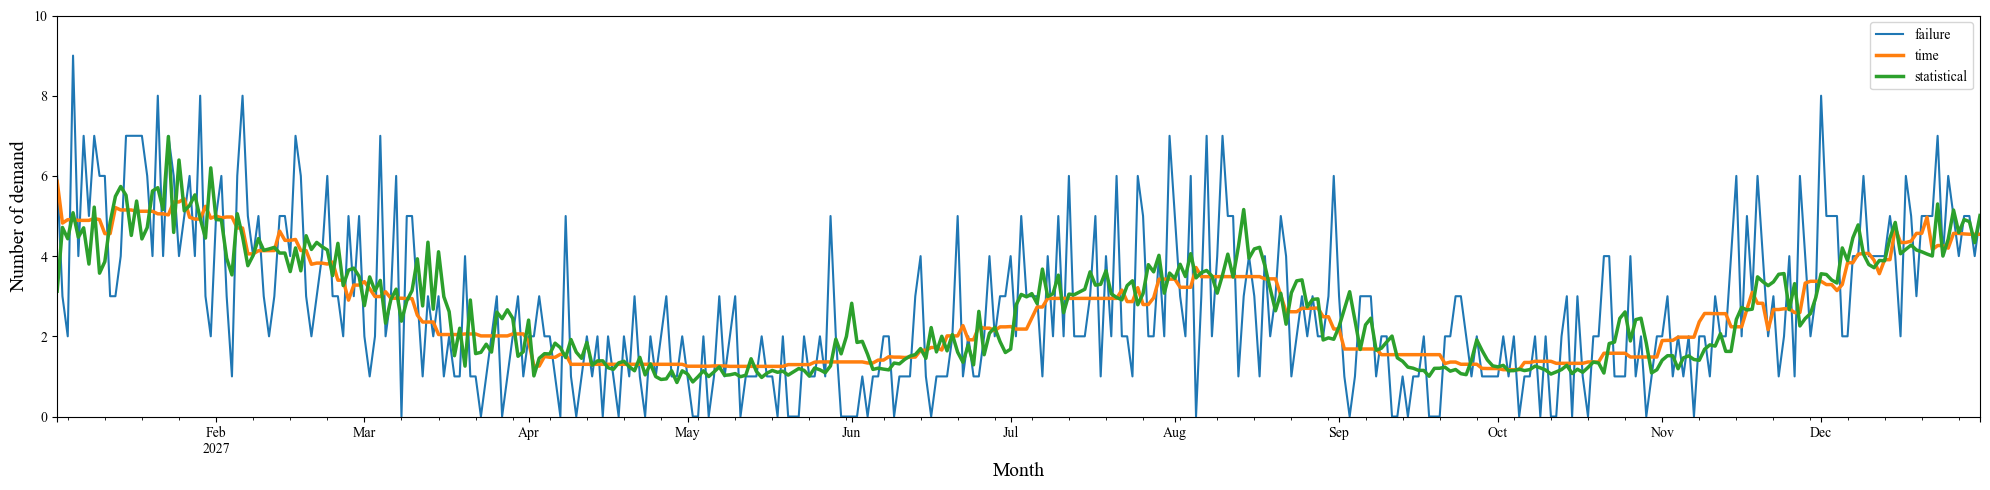 Number of demand
10
8
6
4
2
0
failure
time
statistical
Feb Mar Apr May Jun Jul Aug Sep Oct Nov Dec
2027
Month